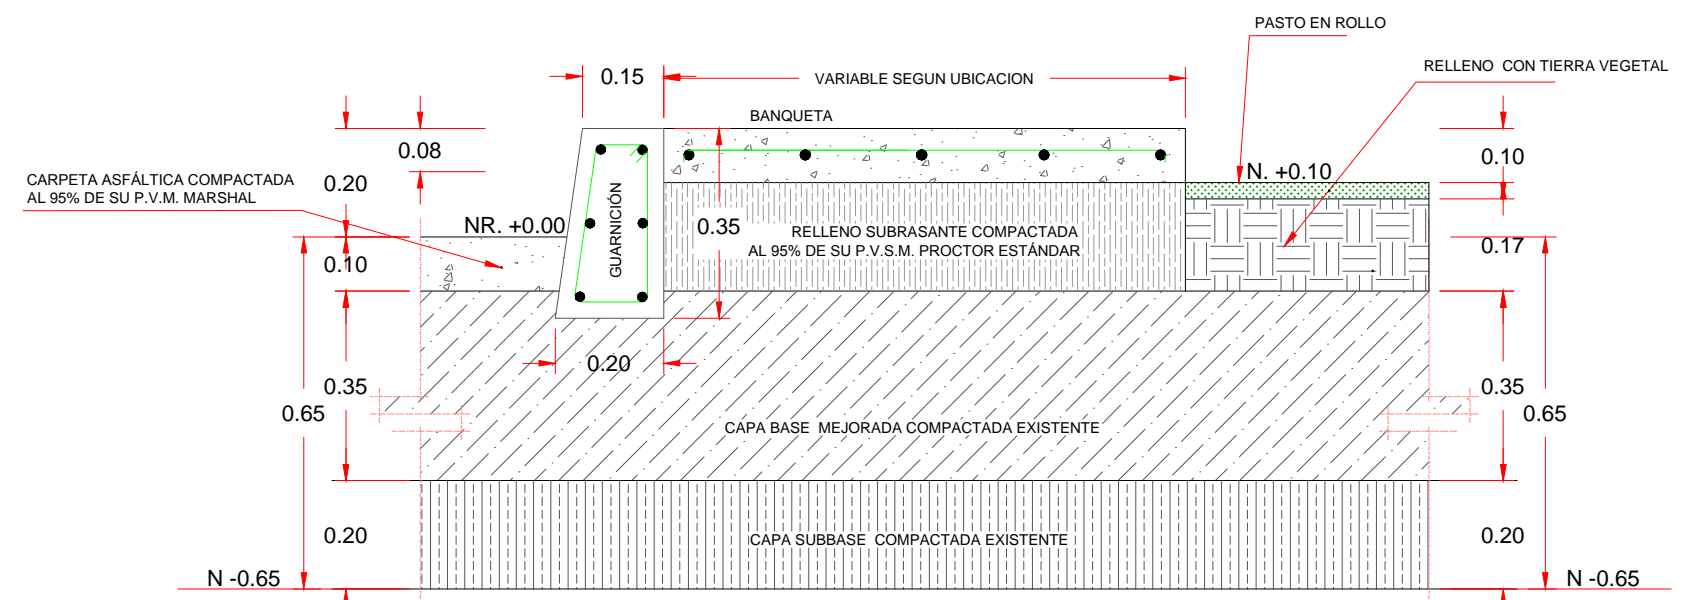 PASTO EN ROLLO
RELLENO CON TIERRA VEGETAL
0.15
VARIABLE SEGUN UBICACION
BANQUETA
0.08
0.10
CARPETA ASFÁLTICA COMPACTADA
AL 95% DE SU P.V.M. MARSHAL
0.20
N. +0.10
NR. +0.00
GUARNICIÓN
0.35
RELLENO SUBRASANTE COMPACTADA
AL 95% DE SU P.V.S.M. PROCTOR ESTÁNDAR
0.17
0.10
0.20
0.35
0.35
0.65
0.65
CAPA BASE MEJORADA COMPACTADA EXISTENTE
0.20
CAPA SUBBASE COMPACTADA EXISTENTE
0.20
N -0.65
N -0.65